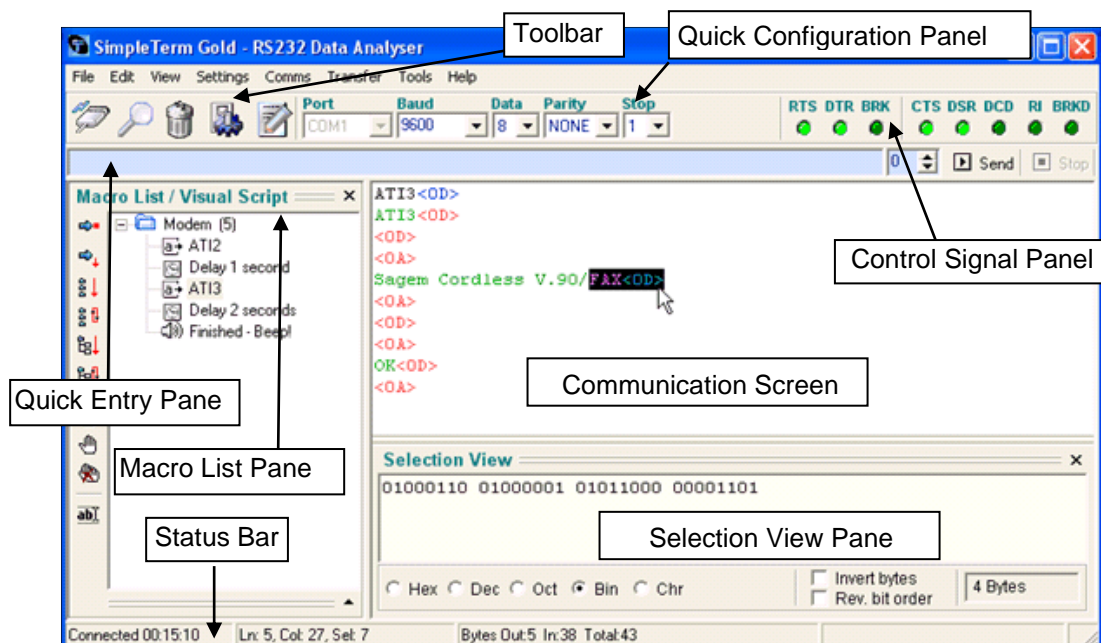 Toolbar
Quick Configuration Panel
SimpleTerm Gold - RS232 Data Analyser
File Edit View Settings Comms Transfer Tools Help
Port Baud Data Parity Stop
COM1 9600 8 NONE 1
RTS DTR BRK CTS DSR DCD RI BRKD
0 Send Stop
Macro List / Visual Script
Modem (5)
ATI2
Delay 1 second
ATI3
Delay 2 seconds
Finished - Beep!
ATI3<0D>
ATI3<0D>
<0D>
<0A>
Sagem Cordless V.90/FAX<0D>
<0A>
<0D>
<0A>
OK<0D>
<0A>
Control Signal Panel
Communication Screen
Quick Entry Pane
Macro List Pane
abI
Status Bar
Selection View
01000110 01000001 01011000 00001101
Selection View Pane
Hex Dec Oct Bin Chr
Invert bytes
Rev. bit order
4 Bytes
Connected 00:15:10 Ln: 5, Col: 27, Sel: 7 Bytes Out:5 In:38 Total:43